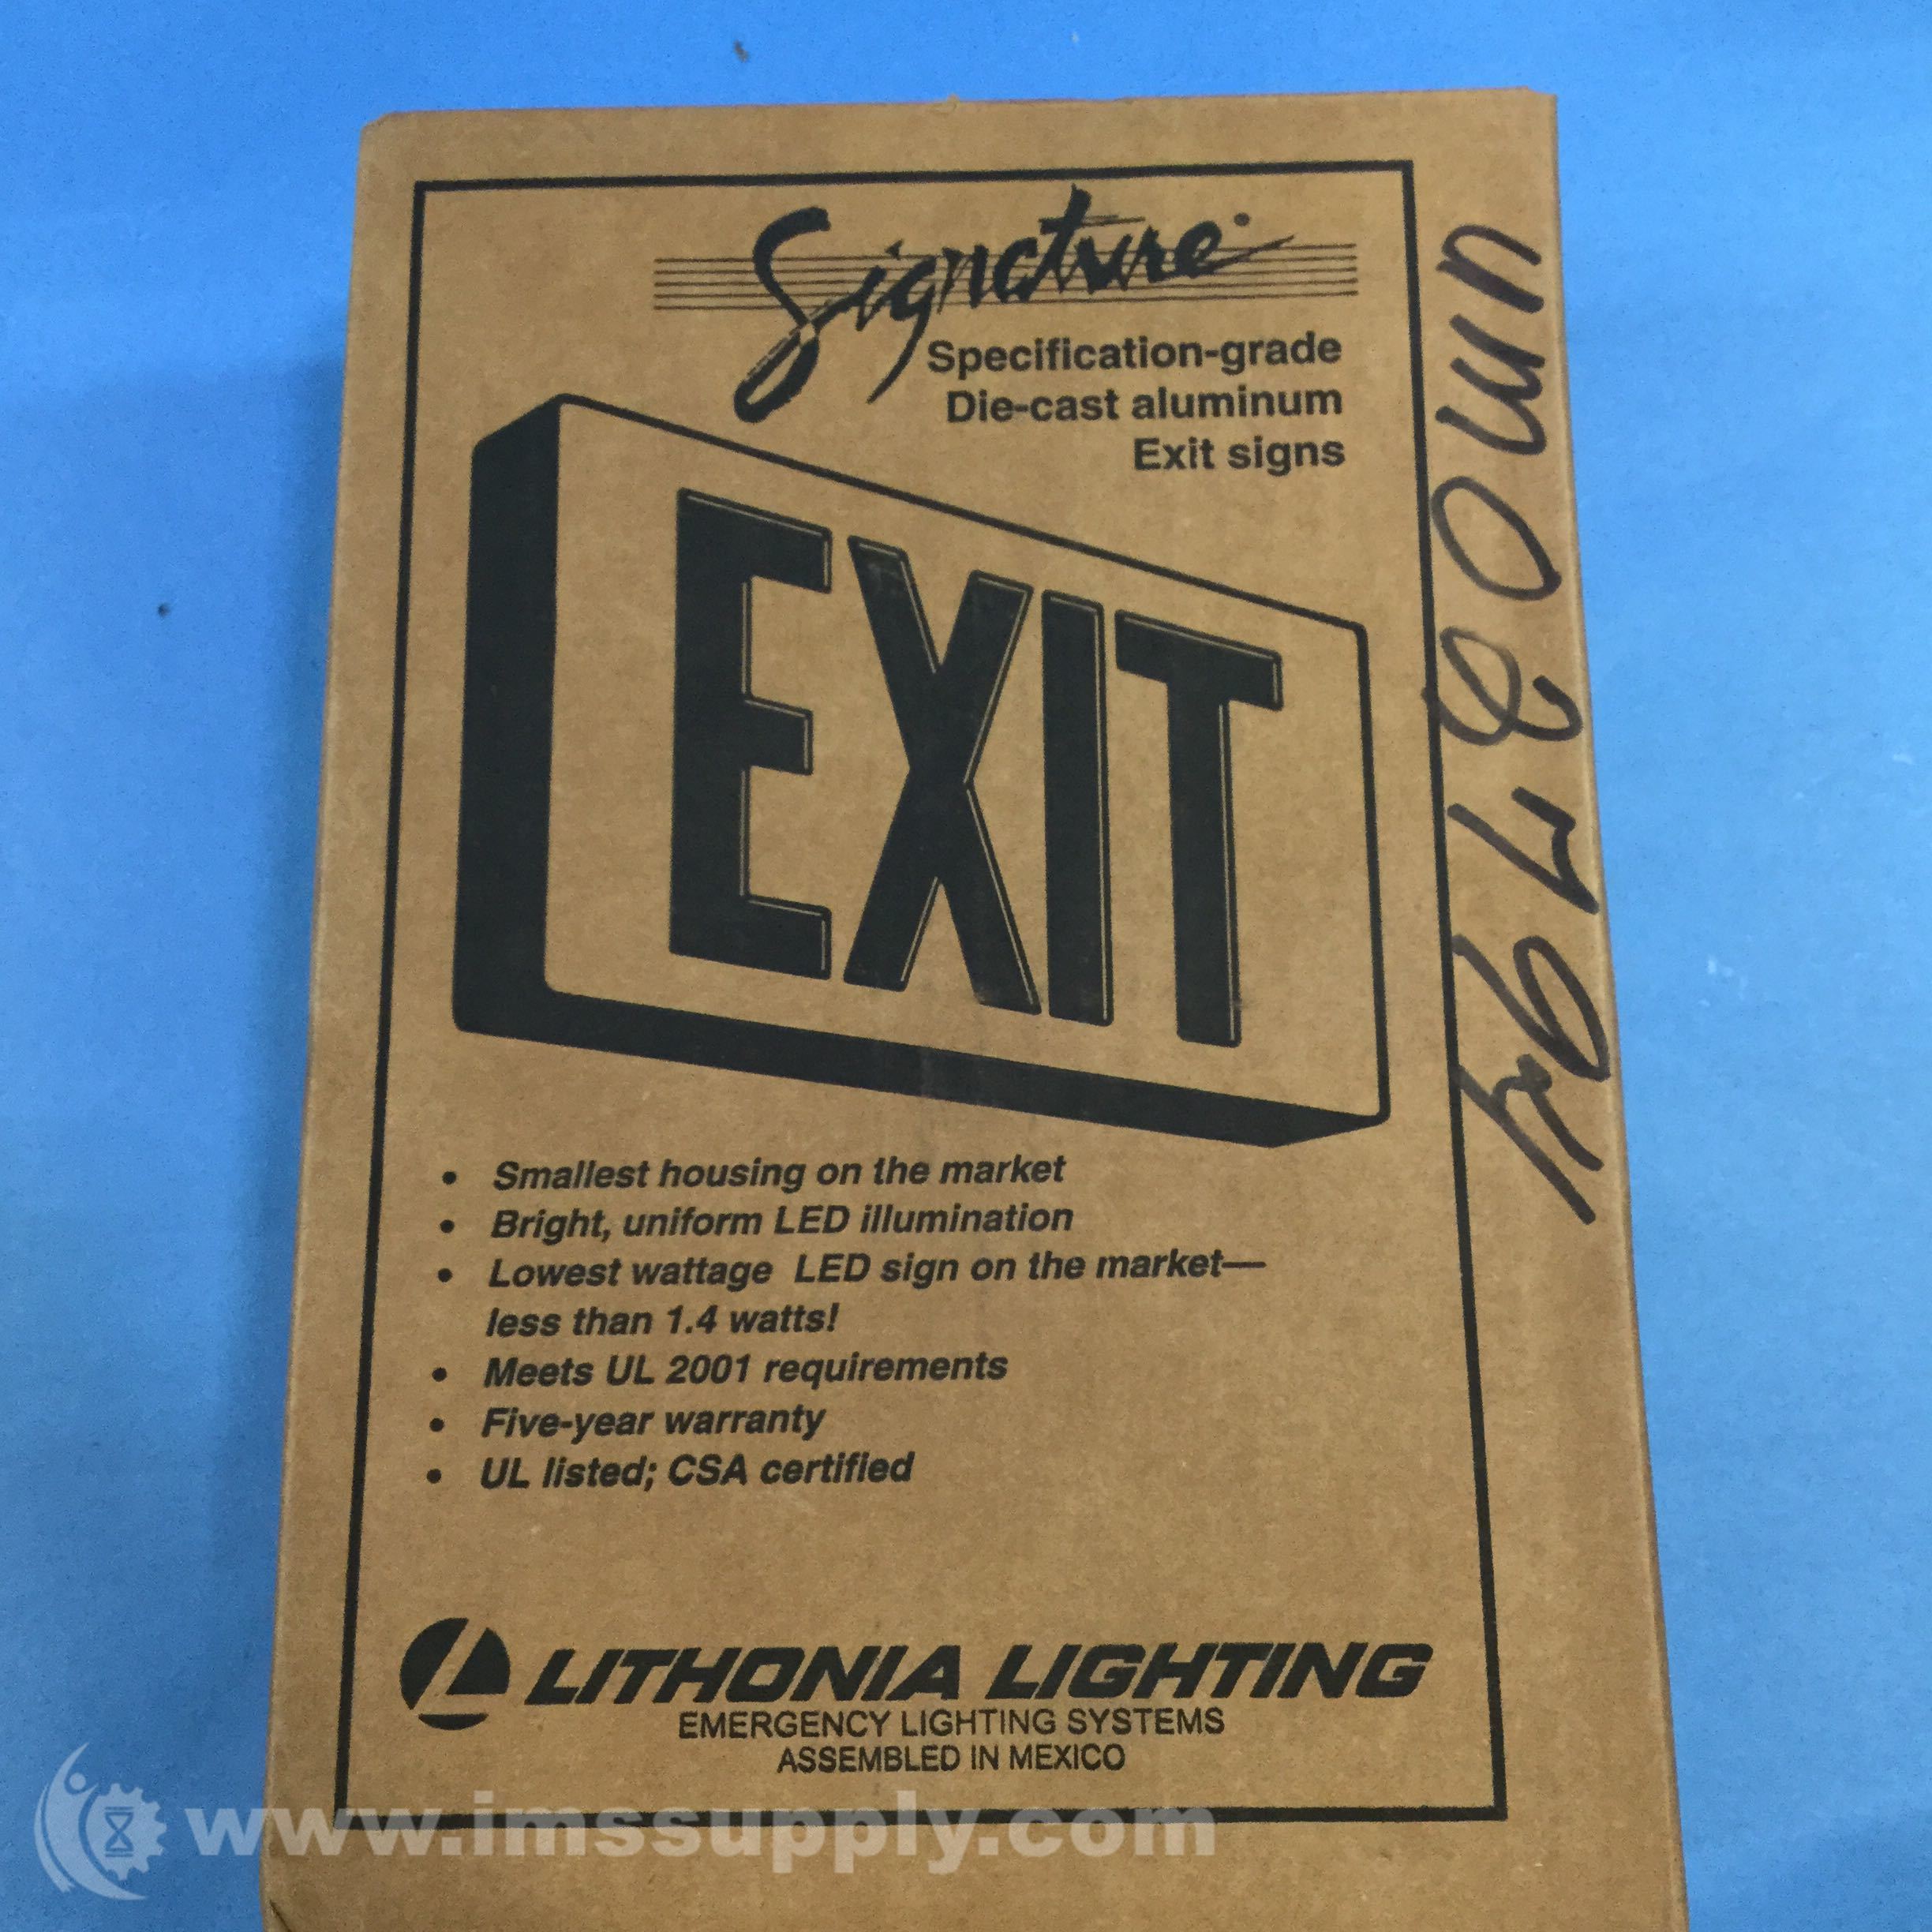 Signature
Specification-grade
Die-cast aluminum
Exit signs
EXIT
• Smallest housing on the market
• Bright, uniform LED illumination
• Lowest wattage LED sign on the market—
less than 1.4 watts!
• Meets UL 2001 requirements
• Five-year warranty
• UL listed; CSA certified
LITHONIA LIGHTING
EMERGENCY LIGHTING SYSTEMS
ASSEMBLED IN MEXICO
www.imssupply.com